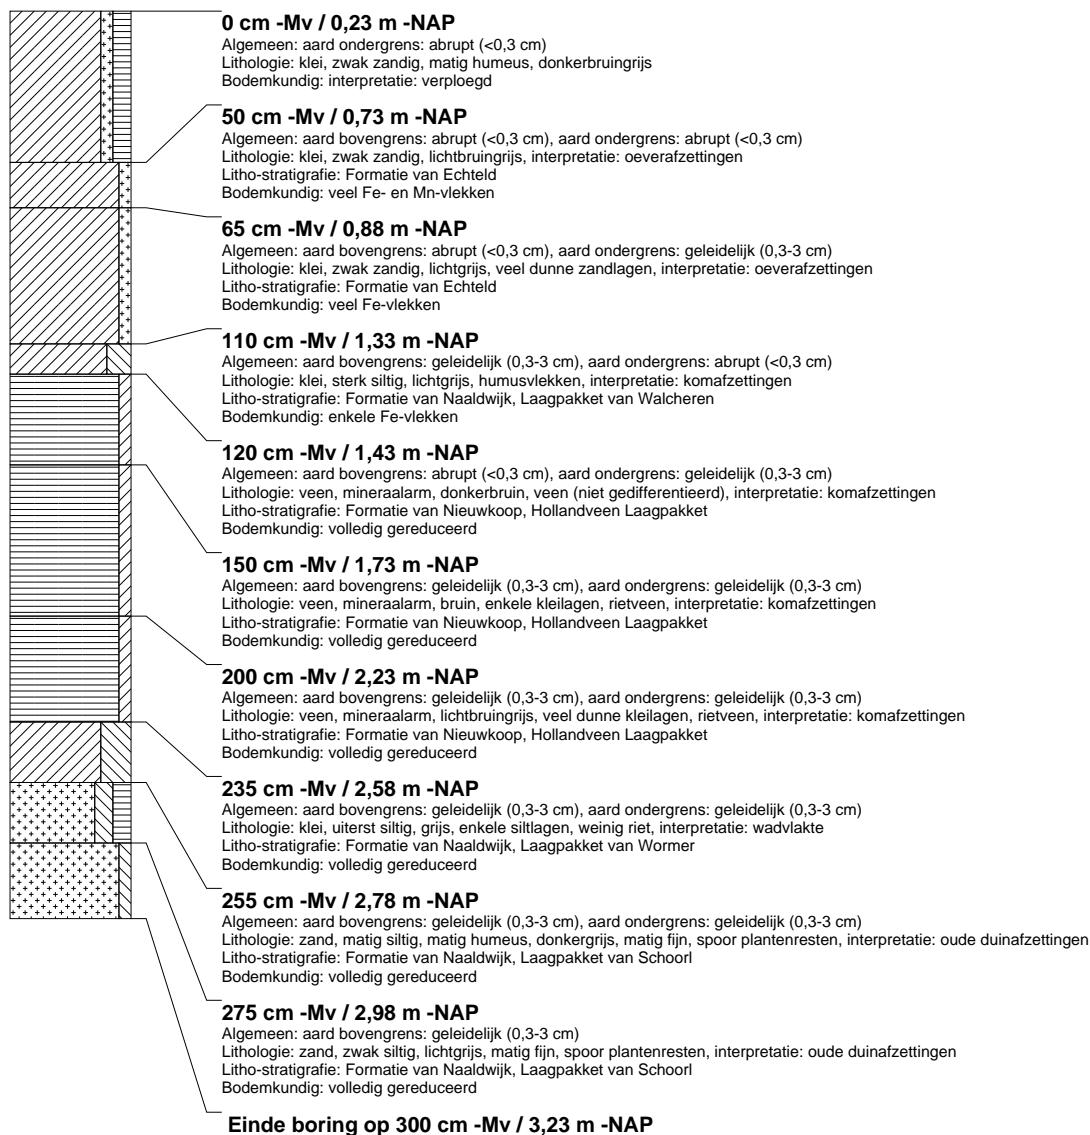 0 cm -Mv / 0,23 m -NAP
Algemeen: aard ondergrens: abrupt (<0,3 cm)
Lithologie: klei, zwak zandig, matig humeus, donkerbruingrijs
Bodemkundig: interpretatie: verploegd
50 cm -Mv / 0,73 m -NAP
Algemeen: aard bovengrens: abrupt (<0,3 cm), aard ondergrens: abrupt (<0,3 cm)
Lithologie: klei, zwak zandig, lichtbruingrijs, interpretatie: oeverafzettingen
Litho-stratigrafie: Formatie van Echteld
Bodemkundig: veel Fe- en Mn-vlekken
65 cm -Mv / 0,88 m -NAP
Algemeen: aard bovengrens: abrupt (<0,3 cm), aard ondergrens: geleidelijk (0,3-3 cm)
Lithologie: klei, zwak zandig, lichtgrijs, veel dunne zandlagen, interpretatie: oeverafzettingen
Litho-stratigrafie: Formatie van Echteld
Bodemkundig: veel Fe-vlekken
110 cm -Mv / 1,33 m -NAP
Algemeen: aard bovengrens: geleidelijk (0,3-3 cm), aard ondergrens: abrupt (<0,3 cm)
Lithologie: klei, sterk siltig, lichtgrijs, humusvlekken, interpretatie: komafzettingen
Litho-stratigrafie: Formatie van Naaldwijk, Laagpakket van Walcheren
Bodemkundig: enkele Fe-vlekken
120 cm -Mv / 1,43 m -NAP
Algemeen: aard bovengrens: abrupt (<0,3 cm), aard ondergrens: geleidelijk (0,3-3 cm)
Lithologie: veen, mineraalarm, donkerbruin, veen (niet gedifferentieerd), interpretatie: komafzettingen
Litho-stratigrafie: Formatie van Nieuwkoop, Hollandveen Laagpakket
Bodemkundig: volledig gereduceerd
150 cm -Mv / 1,73 m -NAP
Algemeen: aard bovengrens: geleidelijk (0,3-3 cm), aard ondergrens: geleidelijk (0,3-3 cm)
Lithologie: veen, mineraalarm, bruin, enkele kleilagen, rietveen, interpretatie: komafzettingen
Litho-stratigrafie: Formatie van Nieuwkoop, Hollandveen Laagpakket
Bodemkundig: volledig gereduceerd
200 cm -Mv / 2,23 m -NAP
Algemeen: aard bovengrens: geleidelijk (0,3-3 cm), aard ondergrens: geleidelijk (0,3-3 cm)
Lithologie: veen, mineraalarm, lichtbruingrijs, veel dunne kleilagen, rietveen, interpretatie: komafzettingen
Litho-stratigrafie: Formatie van Nieuwkoop, Hollandveen Laagpakket
Bodemkundig: volledig gereduceerd
235 cm -Mv / 2,58 m -NAP
Algemeen: aard bovengrens: geleidelijk (0,3-3 cm), aard ondergrens: geleidelijk (0,3-3 cm)
Lithologie: klei, uiterst siltig, grijs, enkele siltlagen, weinig riet, interpretatie: wadvlakte
Litho-stratigrafie: Formatie van Naaldwijk, Laagpakket van Wormer
Bodemkundig: volledig gereduceerd
255 cm -Mv / 2,78 m -NAP
Algemeen: aard bovengrens: geleidelijk (0,3-3 cm), aard ondergrens: geleidelijk (0,3-3 cm)
Lithologie: zand, matig siltig, matig humeus, donkergrijs, matig fijn, spoor plantenresten, interpretatie: oude duinafzettingen
Litho-stratigrafie: Formatie van Naaldwijk, Laagpakket van Schoorl
Bodemkundig: volledig gereduceerd
275 cm -Mv / 2,98 m -NAP
Algemeen: aard bovengrens: geleidelijk (0,3-3 cm)
Lithologie: zand, zwak siltig, lichtgrijs, matig fijn, spoor plantenresten, interpretatie: oude duinafzettingen
Litho-stratigrafie: Formatie van Naaldwijk, Laagpakket van Schoorl
Bodemkundig: volledig gereduceerd
Einde boring op 300 cm -Mv / 3,23 m -NAP